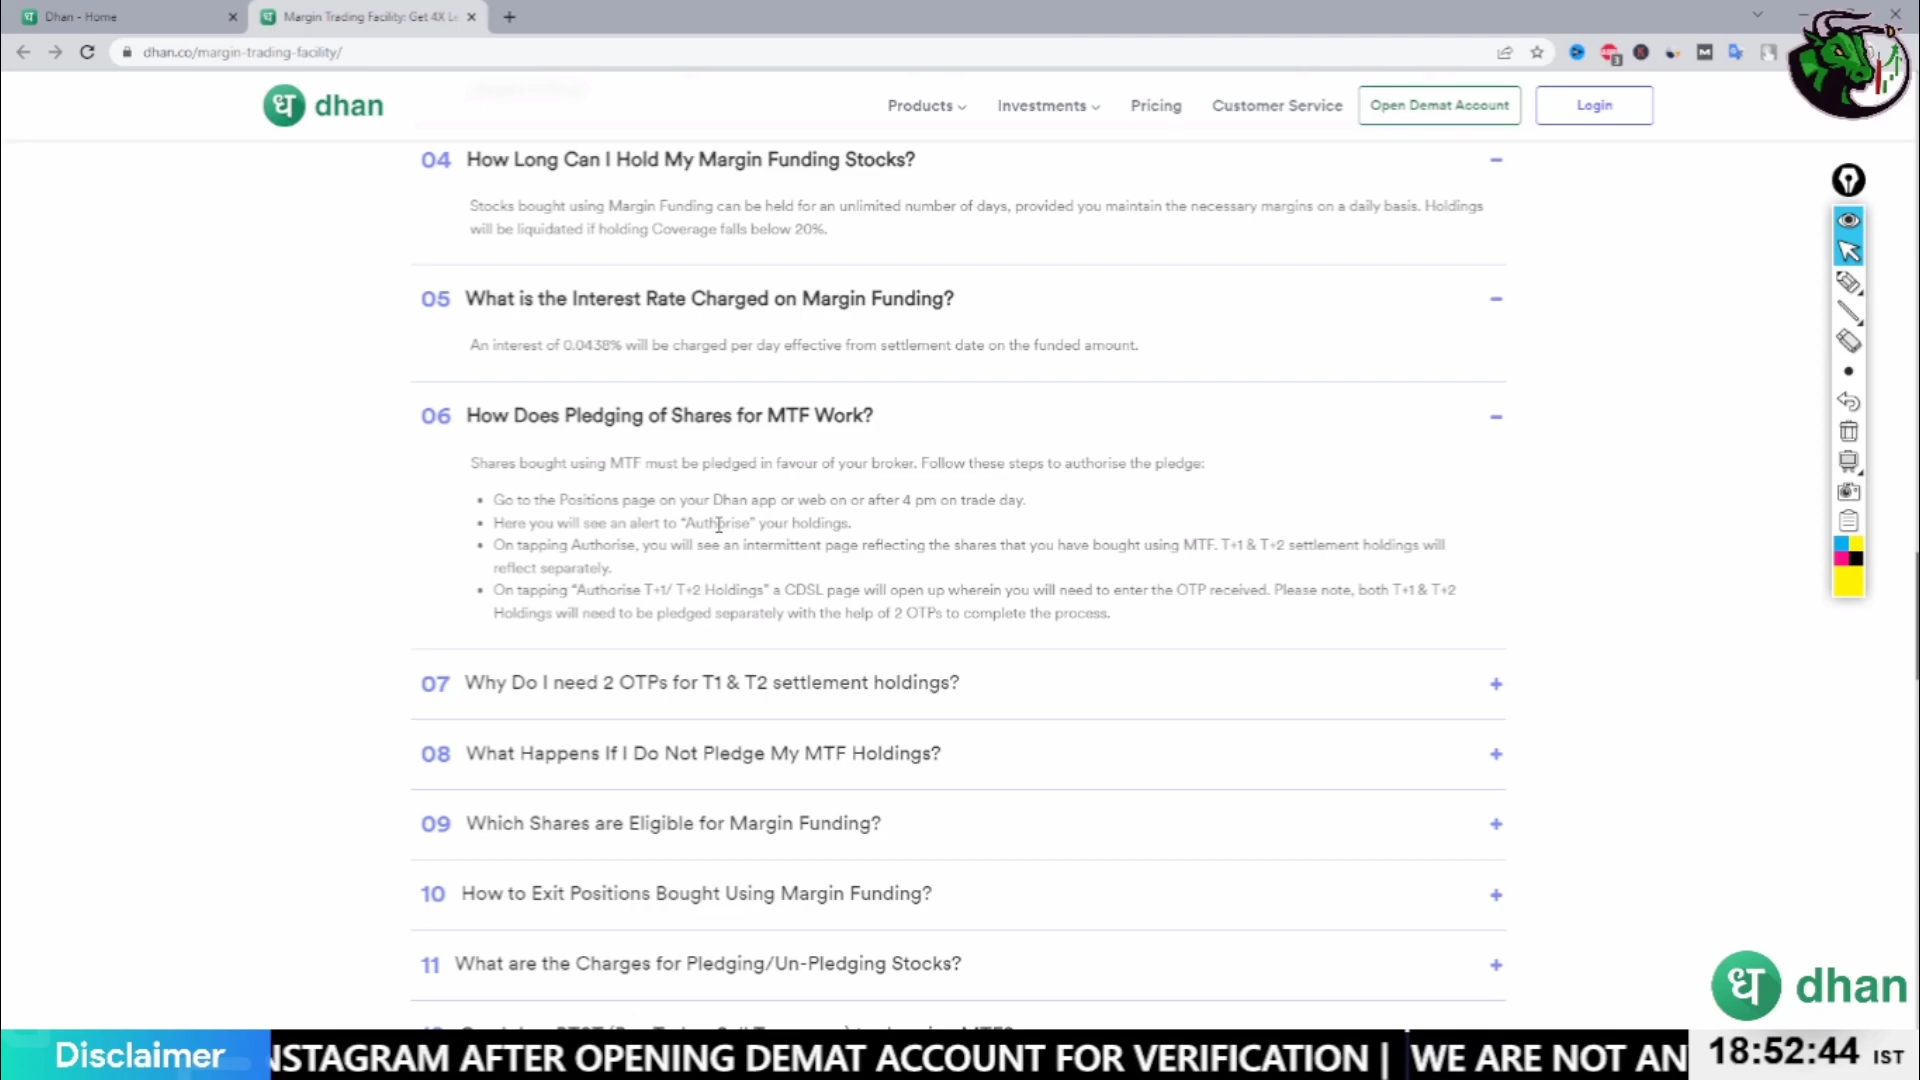 Dhan - Home
Margin Trading Facility: Get 4X Le
dhan.co/margin-trading-facility/
3
ध dhan
Products
Investments
Pricing
Customer Service
Open Demat Account
Login
04 How Long Can I Hold My Margin Funding Stocks?
Stocks bought using Margin Funding can be held for an unlimited number of days, provided you maintain the necessary margins on a daily basis. Holdings
will be liquidated if holding Coverage falls below 20%.
05 What is the Interest Rate Charged on Margin Funding?
An interest of 0.0438% will be charged per day effective from settlement date on the funded amount.
06 How Does Pledging of Shares for MTF Work?
Shares bought using MTF must be pledged in favour of your broker. Follow these steps to authorise the pledge:
• Go to the Positions page on your Dhan app or web on or after 4 pm on trade day.
• Here you will see an alert to “Authorise” your holdings.
• On tapping Authorise, you will see an intermittent page reflecting the shares that you have bought using MTF. T+1 & T+2 settlement holdings will
reflect separately.
• On tapping “Authorise T+1/ T+2 Holdings” a CDSL page will open up wherein you will need to enter the OTP received. Please note, both T+1 & T+2
Holdings will need to be pledged separately with the help of 2 OTPs to complete the process.
07 Why Do I need 2 OTPs for T1 & T2 settlement holdings?
08 What Happens If I Do Not Pledge My MTF Holdings?
09 Which Shares are Eligible for Margin Funding?
10 How to Exit Positions Bought Using Margin Funding?
11 What are the Charges for Pledging/Un-Pledging Stocks?
ध dhan
Disclaimer
NSTAGRAM AFTER OPENING DEMAT ACCOUNT FOR VERIFICATION | WE ARE NOT AN
18:52:44 IST